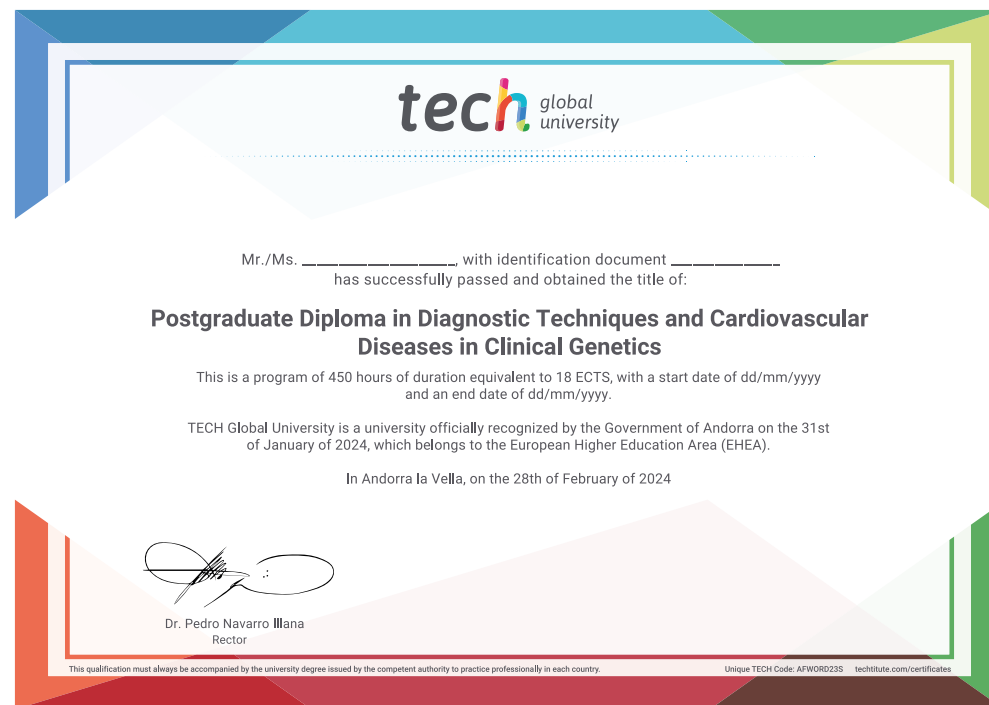 tech global university
Mr./Ms. ____________________, with identification document ______________
has successfully passed and obtained the title of:
Postgraduate Diploma in Diagnostic Techniques and Cardiovascular
Diseases in Clinical Genetics
This is a program of 450 hours of duration equivalent to 18 ECTS, with a start date of dd/mm/yyyy
and an end date of dd/mm/yyyy.
TECH Global University is a university officially recognized by the Government of Andorra on the 31st
of January of 2024, which belongs to the European Higher Education Area (EHEA).
In Andorra la Vella, on the 28th of February of 2024
Dr. Pedro Navarro Illana
Rector
This qualification must always be accompanied by the university degree issued by the competent authority to practice professionally in each country.
Unique TECH Code: AFWORD23S techtitute.com/certificates